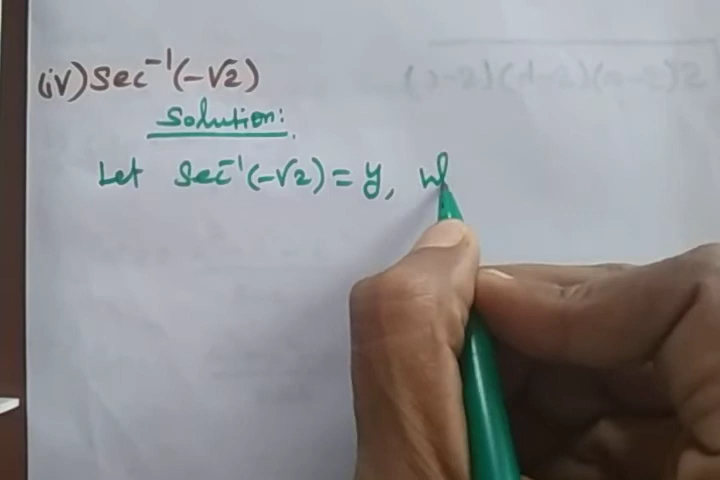 (iv) Sec⁻¹(-√2)
Solution:
Let Sec⁻¹(-√2) = y, w